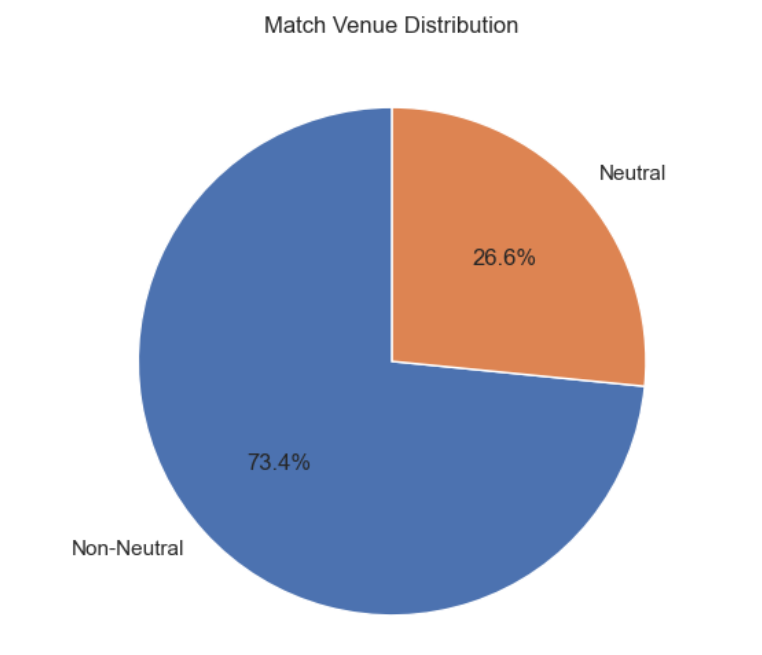 Match Venue Distribution
Neutral
26.6%
73.4%
Non-Neutral